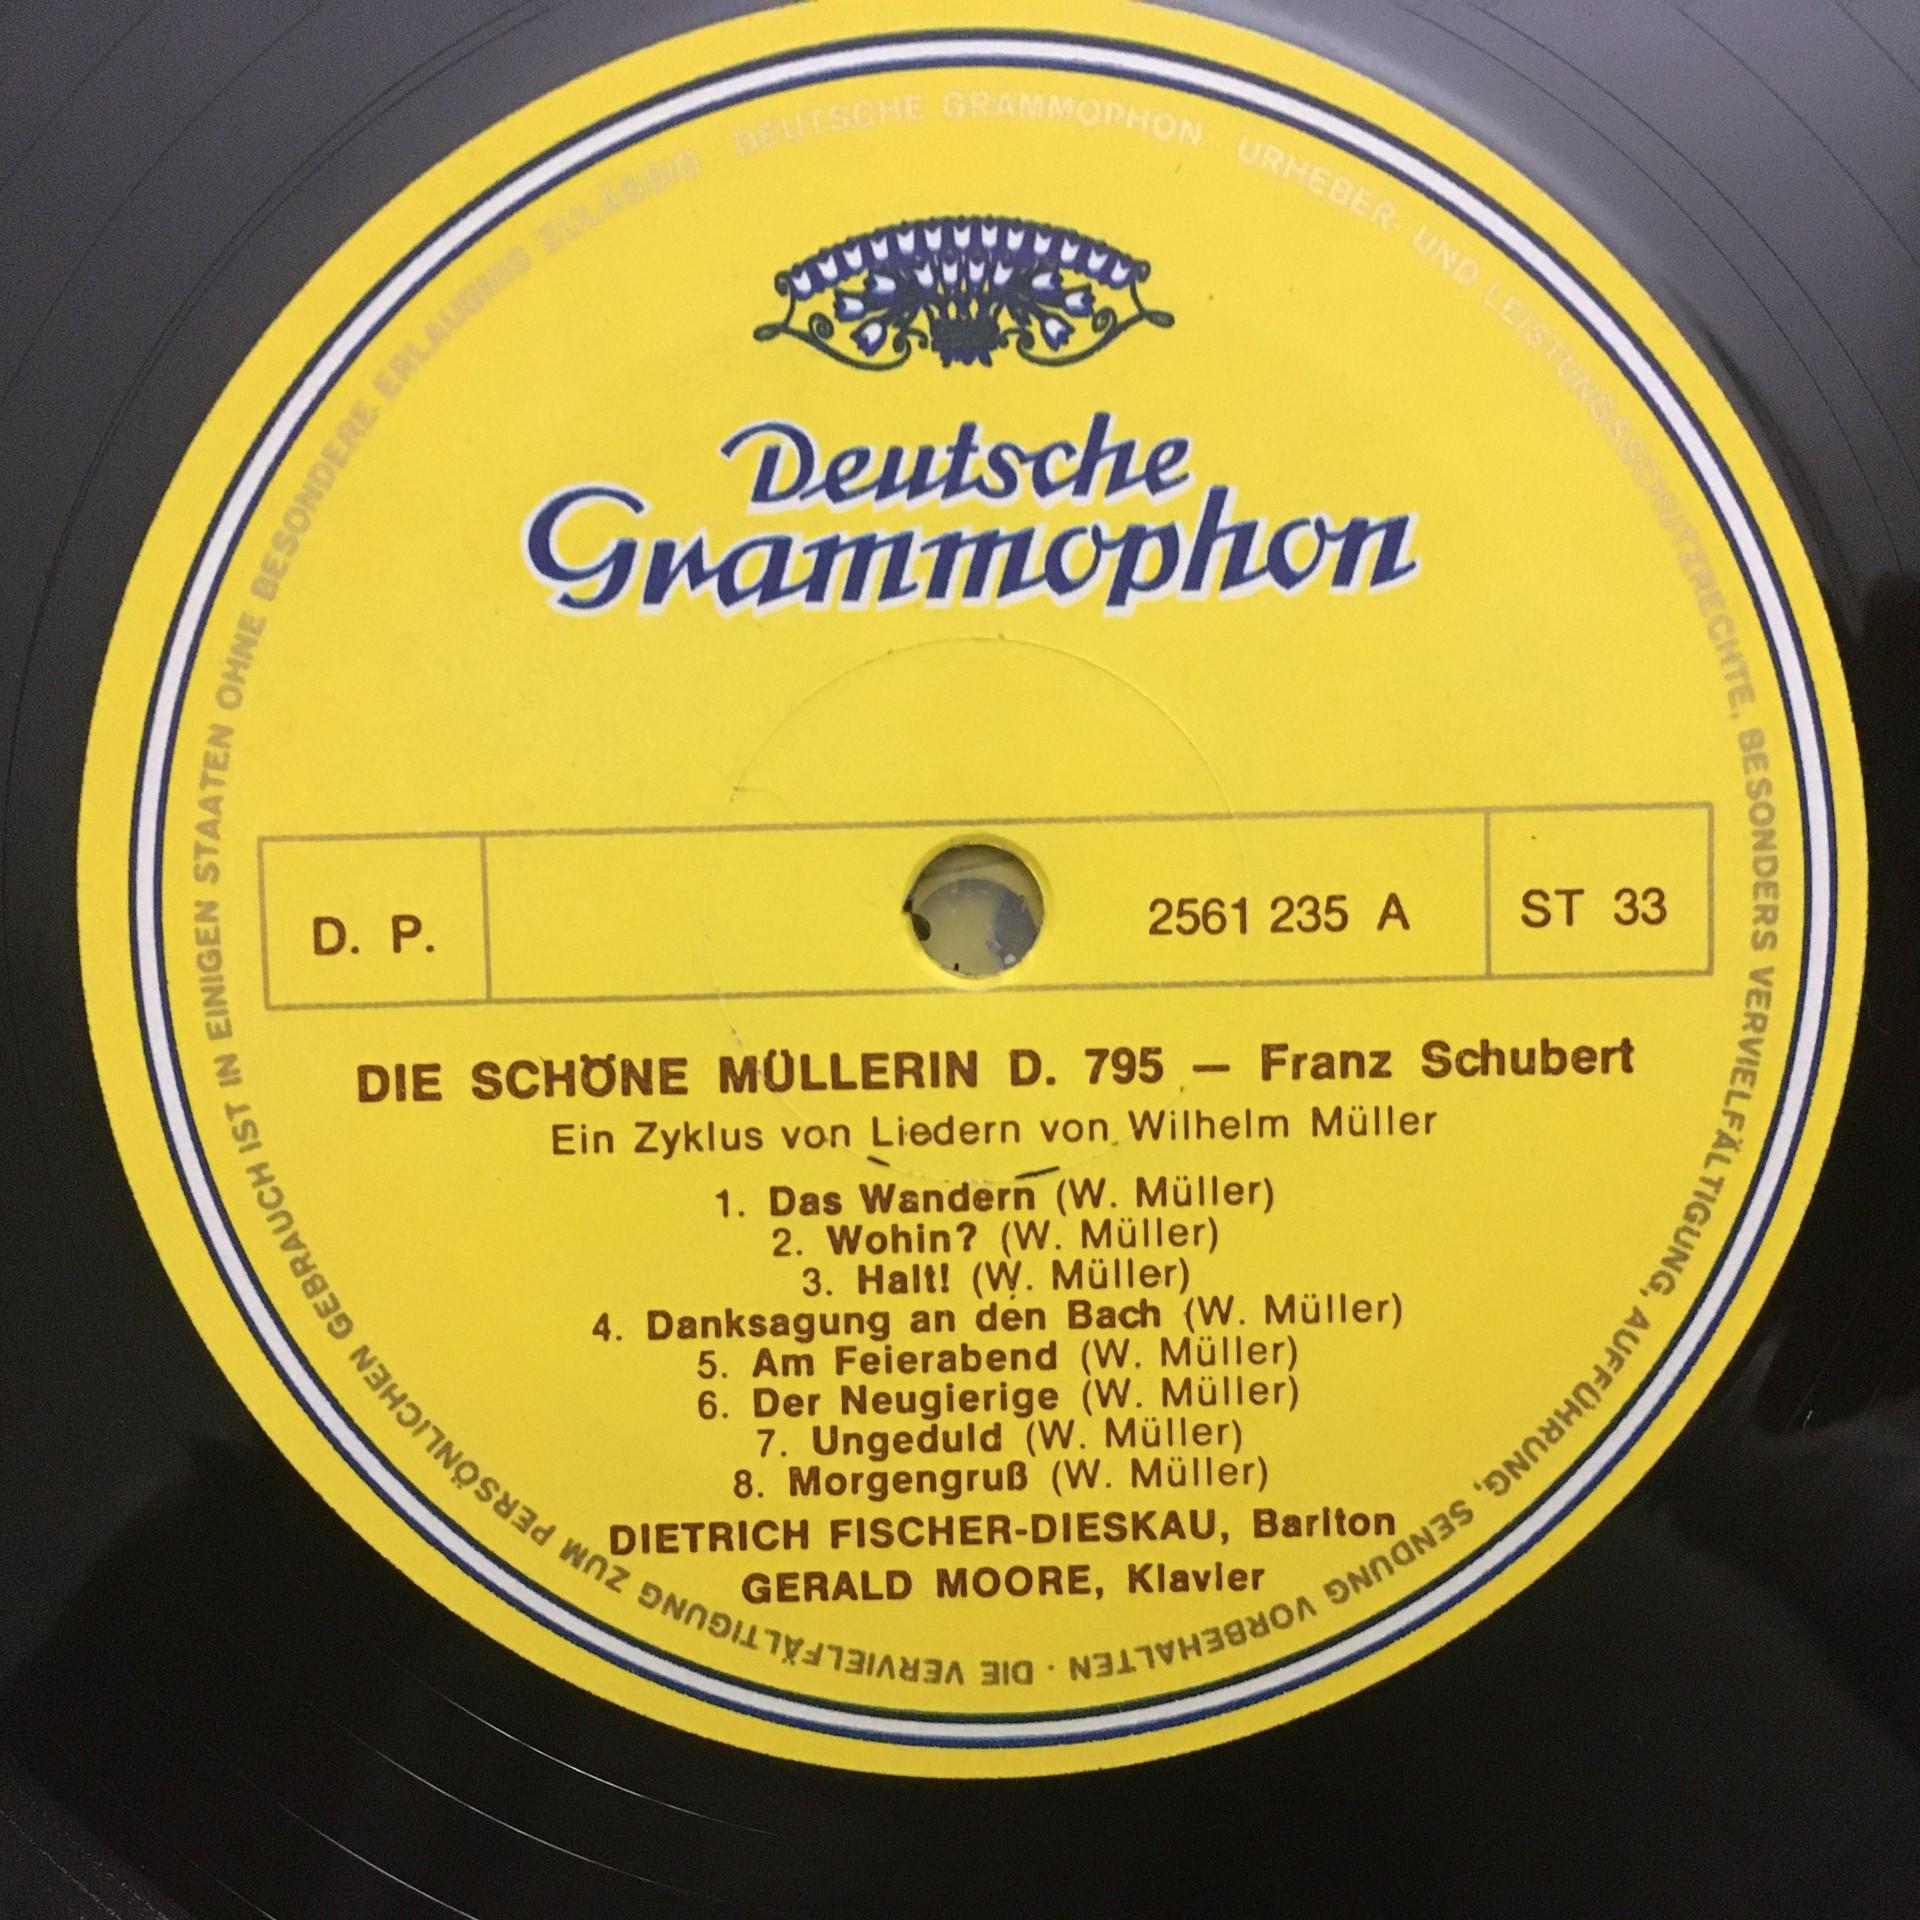 DEUTSCHE GRAMMOPHON · URHEBER- UND LEISTUNGSSCHUTZRECHTE, BESONDERS VERVIELFÄLTIGUNG, AUFFÜHRUNG, SENDUNG VORBEHALTEN · DIE VERVIELFÄLTIGUNG ZUM PERSÖNLICHEN GEBRAUCH IST IN EINIGEN STAATEN OHNE BESONDERE ERLAUBNIS ZULÄSSIG
Deutsche
Grammophon
D. P.
2561 235 A
ST 33
DIE SCHÖNE MÜLLERIN D. 795 — Franz Schubert
Ein Zyklus von Liedern von Wilhelm Müller
1. Das Wandern (W. Müller)
2. Wohin? (W. Müller)
3. Halt! (W. Müller)
4. Danksagung an den Bach (W. Müller)
5. Am Feierabend (W. Müller)
6. Der Neugierige (W. Müller)
7. Ungeduld (W. Müller)
8. Morgengruß (W. Müller)
DIETRICH FISCHER-DIESKAU, Bariton
GERALD MOORE, Klavier